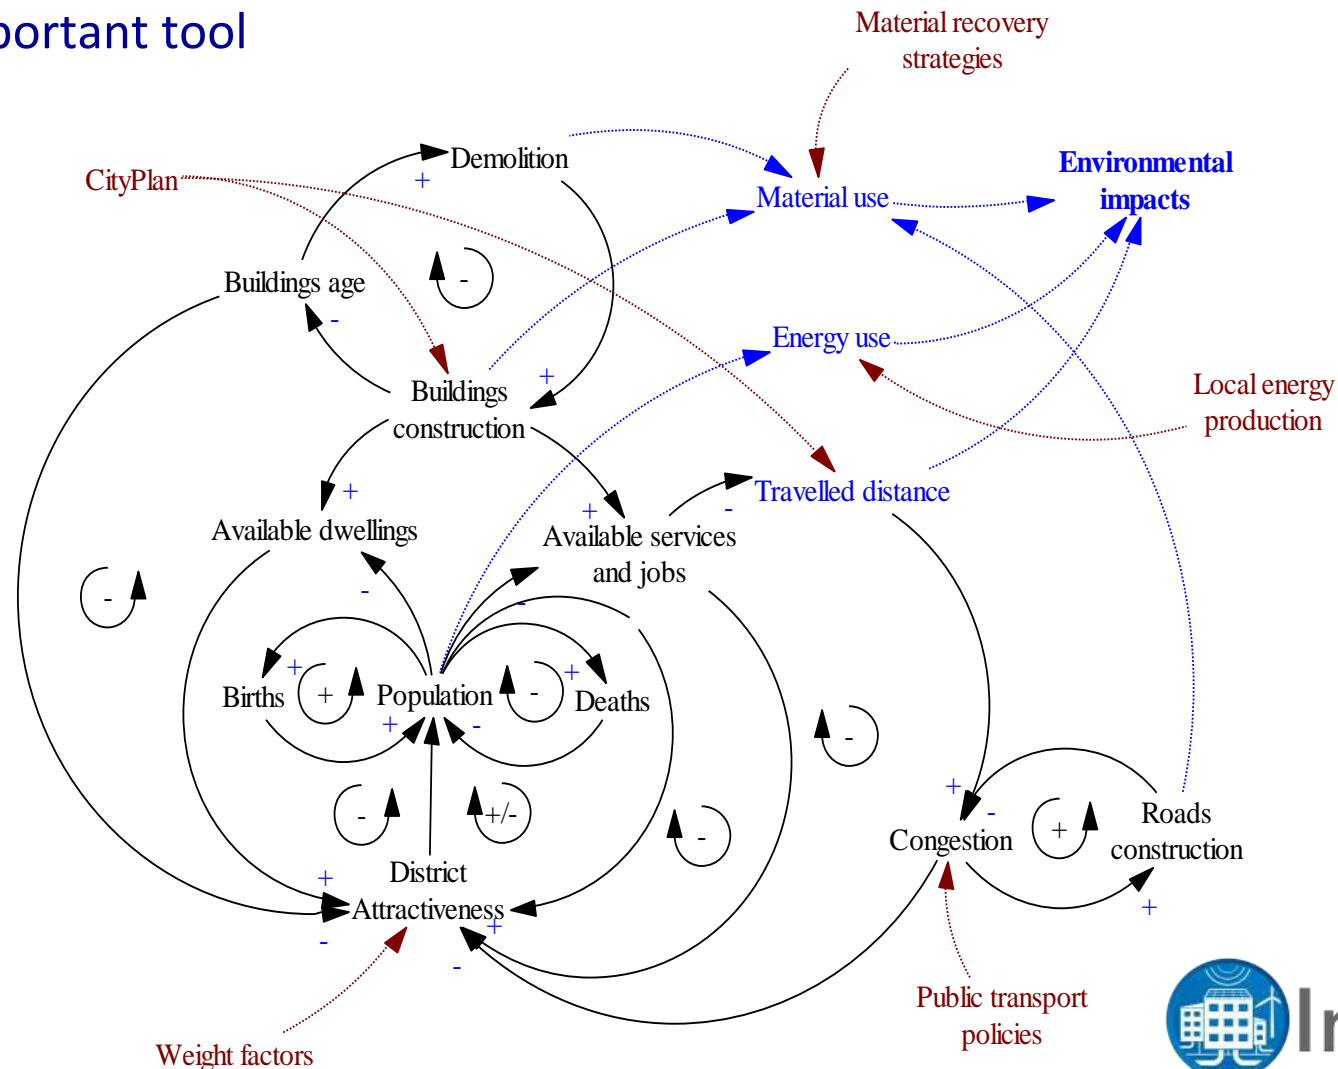 portant tool
Material recovery
strategies
Demolition
+
CityPlan
Environmental
impacts
Material use
Buildings age
-
-
Energy use
Buildings
construction
+
Local energy
production
Travelled distance
+
+
-
Available dwellings
Available services
and jobs
-
-
-
Births
+
+
Population
-
+
Deaths
+
-
-
-
+/-
-
+
-
Congestion
+
Roads
construction
+
District
Attractiveness
+
-
+
-
Public transport
policies
Weight factors
In